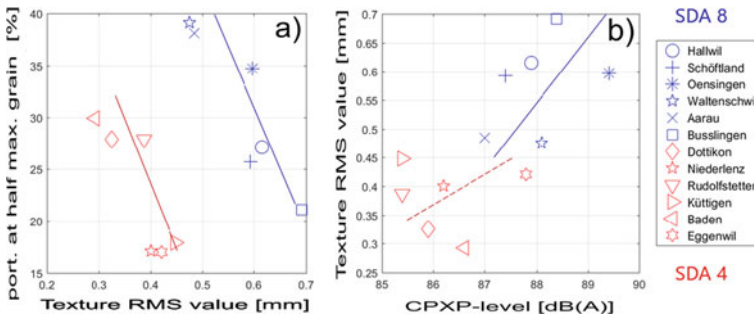 a)
port. at half max. grain [%]
40
35
30
25
20
15
0.2 0.3 0.4 0.5 0.6 0.7
Texture RMS value [mm]
b)
Texture RMS value [mm]
0.7
0.65
0.6
0.55
0.5
0.45
0.4
0.35
0.3
0.25
85 86 87 88 89 90
CPXP-level [dB(A)]
SDA 8
Hallwil
Schöftland
Oensingen
Waltenschwil
Aarau
Busslingen
Dottikon
Niederlenz
Rudolfstetten
Küttigen
Baden
Eggenwil
SDA 4